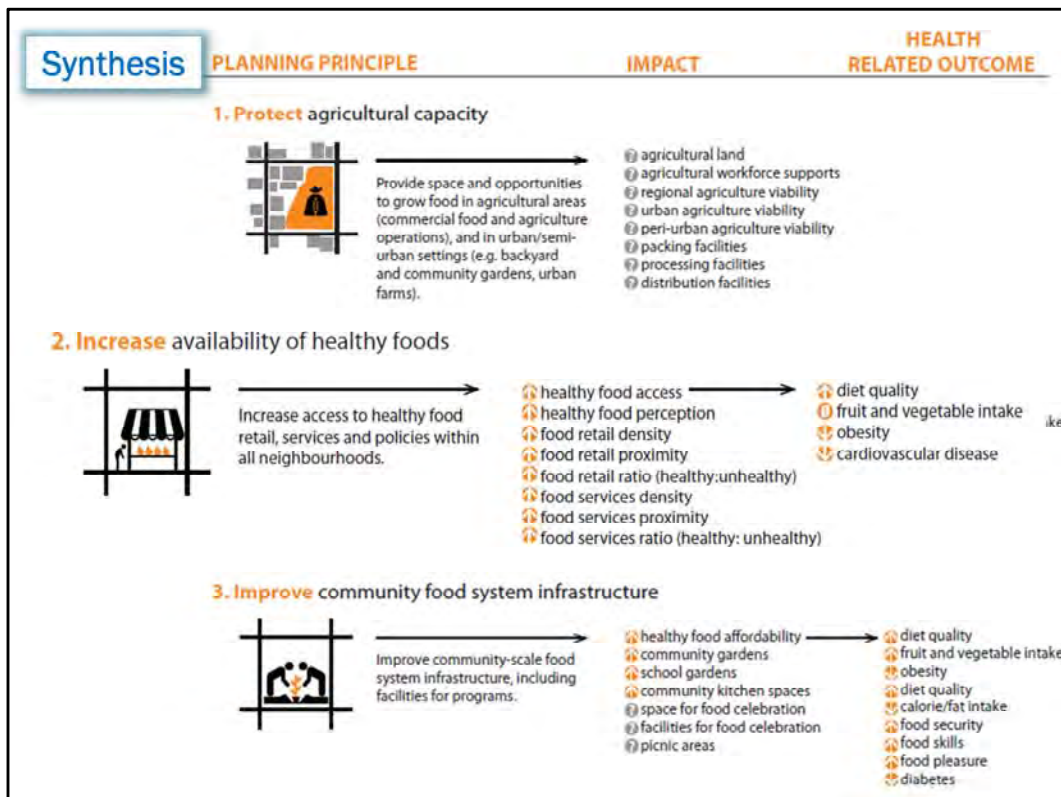 Synthesis
PLANNING PRINCIPLE
IMPACT
HEALTH
RELATED OUTCOME
1. Protect agricultural capacity
Provide space and opportunities
to grow food in agricultural areas
(commercial food and agriculture
operations), and in urban/semi-
urban settings (e.g. backyard
and community gardens, urban
farms).
? agricultural land
? agricultural workforce supports
? regional agriculture viability
? urban agriculture viability
? peri-urban agriculture viability
? packing facilities
? processing facilities
? distribution facilities
2. Increase availability of healthy foods
Increase access to healthy food
retail, services and policies within
all neighbourhoods.
healthy food access
healthy food perception
food retail density
food retail proximity
food retail ratio (healthy:unhealthy)
food services density
food services proximity
food services ratio (healthy: unhealthy)
diet quality
fruit and vegetable intake
obesity
cardiovascular disease
3. Improve community food system infrastructure
Improve community-scale food
system infrastructure, including
facilities for programs.
healthy food affordability
community gardens
school gardens
community kitchen spaces
? space for food celebration
? facilities for food celebration
? picnic areas
diet quality
fruit and vegetable intake
obesity
diet quality
calorie/fat intake
food security
food skills
food pleasure
diabetes